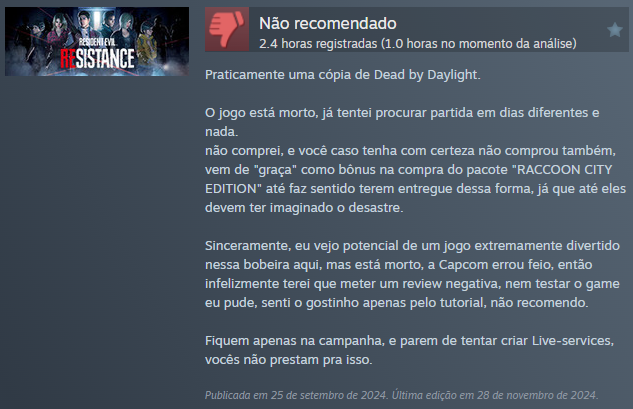 RESIDENT EVIL
RESISTANCE
Não recomendado
2.4 horas registradas (1.0 horas no momento da análise)
Praticamente uma cópia de Dead by Daylight.
O jogo está morto, já tentei procurar partida em dias diferentes e
nada.
não comprei, e você caso tenha com certeza não comprou também,
vem de "graça" como bônus na compra do pacote "RACCOON CITY
EDITION" até faz sentido terem entregue dessa forma, já que até eles
devem ter imaginado o desastre.
Sinceramente, eu vejo potencial de um jogo extremamente divertido
nessa bobeira aqui, mas está morto, a Capcom errou feio, então
infelizmente terei que meter um review negativa, nem testar o game
eu pude, senti o gostinho apenas pelo tutorial, não recomendo.
Fiquem apenas na campanha, e parem de tentar criar Live-services,
vocês não prestam pra isso.
Publicada em 25 de setembro de 2024. Última edição em 28 de novembro de 2024.